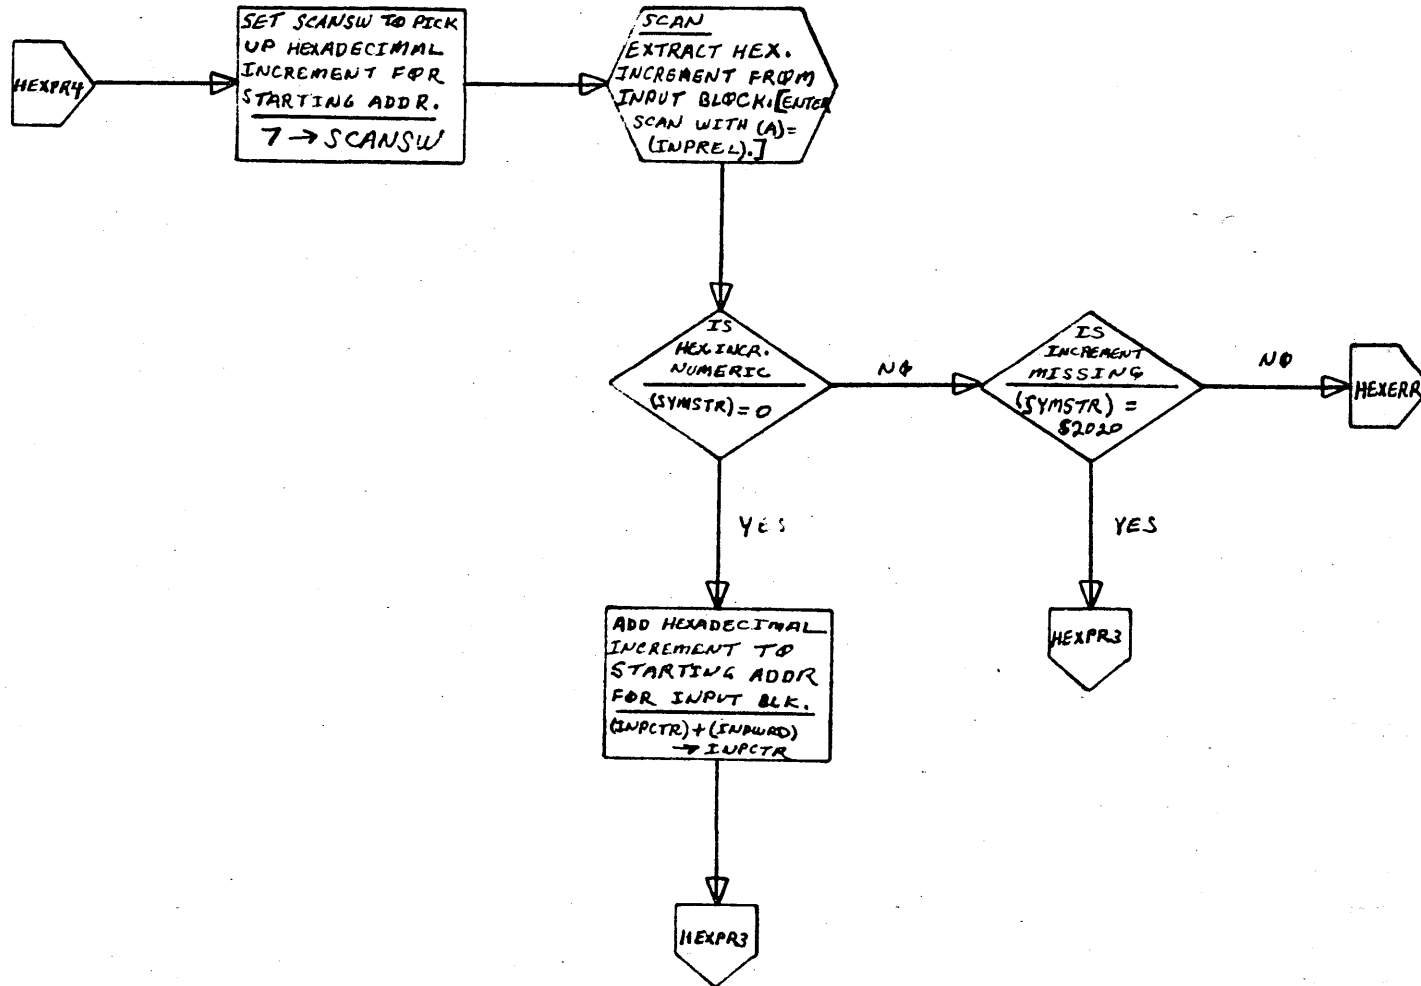 HEXPR4
SET SCANSW TO PICK
UP HEXADECIMAL
INCREMENT FOR
STARTING ADDR.
7 → SCANSW
SCAN
EXTRACT HEX.
INCREMENT FROM
INPUT BLOCK.[ENTER
SCAN WITH (A)=
(INPREL).]
IS
HEX INCR.
NUMERIC
(SYMSTR) = 0
NO
IS
INCREMENT
MISSING
(SYMSTR) =
$2020
NO
HEXERR
YES
YES
ADD HEXADECIMAL
INCREMENT TO
STARTING ADDR
FOR INPUT BLK.
(INPCTR)+(INPWRD)
→ INPCTR
HEXPR3
HEXPR3